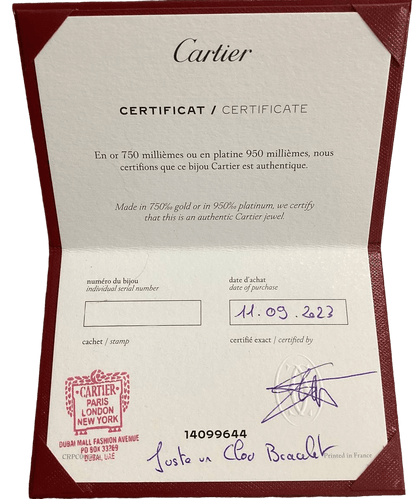 Cartier
CERTIFICAT / CERTIFICATE
En or 750 millièmes ou en platine 950 millièmes, nous
certifions que ce bijou Cartier est authentique.
Made in 750‰ gold or in 950‰ platinum, we certify
that this is an authentic Cartier jewel.
numéro du bijou
individual serial number
date d'achat
date of purchase
11.09.2023
cachet / stamp
certifié exact / certified by
CARTIER
PARIS
LONDON
NEW YORK
DUBAI MALL FASHION AVENUE
PO BOX 33769
DUBAI, UAE
14099644
Printed in France
Juste un Clou Bracelet